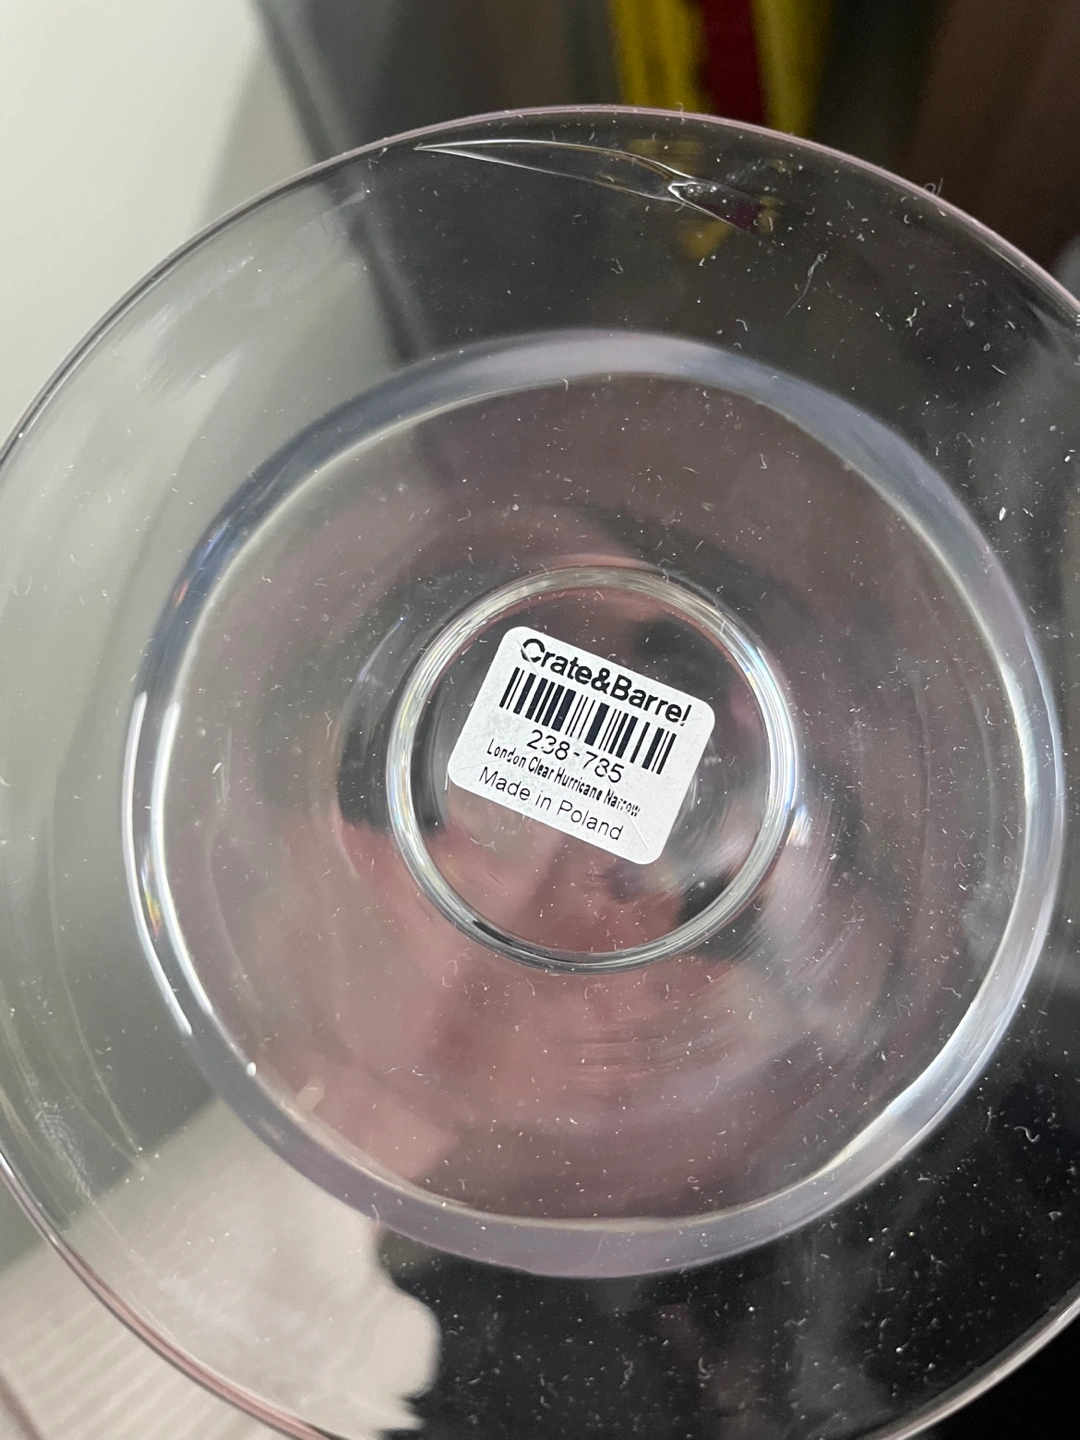 Crate&Barrel
238-785
London Clear Hurricane Narrow
Made in Poland